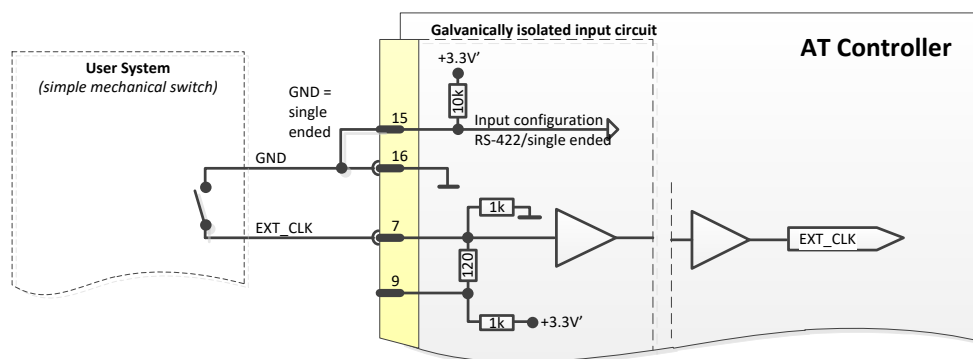 Galvanically isolated input circuit
AT Controller
User System
(simple mechanical switch)
+3.3V'
GND =
single
ended
10k
15
Input configuration
RS-422/single ended
GND
16
1k
EXT_CLK
7
EXT_CLK
120
9
1k
+3.3V'